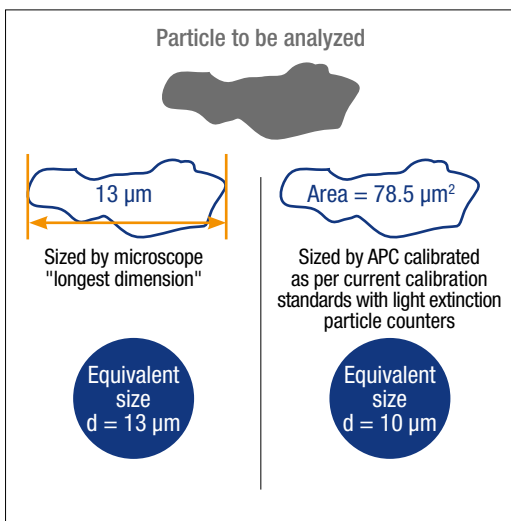 Particle to be analyzed
13 µm
Sized by microscope
"longest dimension"
Equivalent
size
d = 13 µm
Area = 78.5 µm²
Sized by APC calibrated
as per current calibration
standards with light extinction
particle counters
Equivalent
size
d = 10 µm